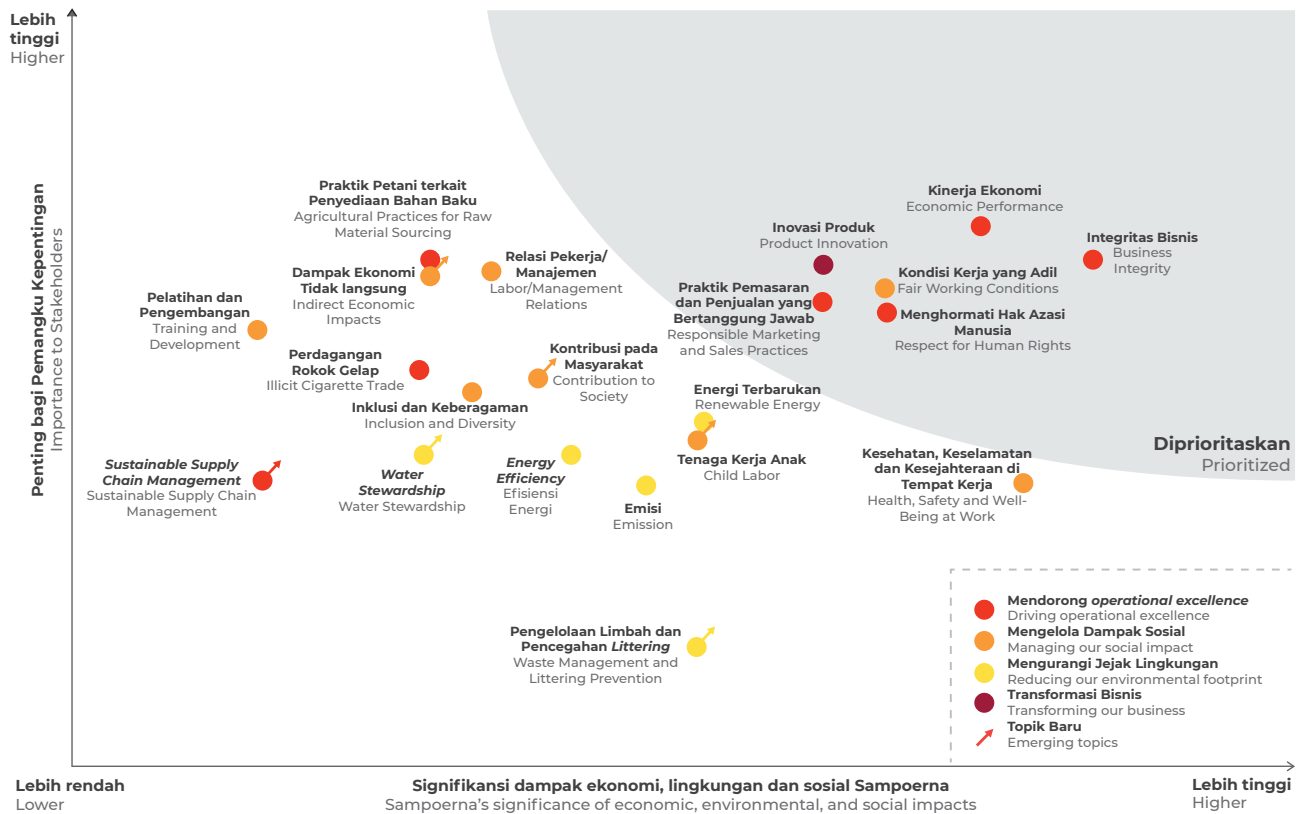 Lebih
tinggi
Higher
Penting bagi Pemangku Kepentingan
Importance to Stakeholders
Praktik Petani terkait
Penyediaan Bahan Baku
Agricultural Practices for Raw
Material Sourcing
Dampak Ekonomi
Tidak langsung
Indirect Economic
Impacts
Relasi Pekerja/
Manajemen
Labor/Management
Relations
Pelatihan dan
Pengembangan
Training and
Development
Perdagangan
Rokok Gelap
Illicit Cigarette Trade
Kontribusi pada
Masyarakat
Contribution to
Society
Inklusi dan Keberagaman
Inclusion and Diversity
Sustainable Supply
Chain Management
Sustainable Supply Chain
Management
Water
Stewardship
Water Stewardship
Energy
Efficiency
Efisiensi
Energi
Emisi
Emission
Energi Terbarukan
Renewable Energy
Tenaga Kerja Anak
Child Labor
Pengelolaan Limbah dan
Pencegahan Littering
Waste Management and
Littering Prevention
Inovasi Produk
Product Innovation
Praktik Pemasaran
dan Penjualan yang
Bertanggung Jawab
Responsible Marketing
and Sales Practices
Kinerja Ekonomi
Economic Performance
Integritas Bisnis
Business
Integrity
Kondisi Kerja yang Adil
Fair Working Conditions
Menghormati Hak Azasi
Manusia
Respect for Human Rights
Kesehatan, Keselamatan
dan Kesejahteraan di
Tempat Kerja
Health, Safety and Well-
Being at Work
Diprioritaskan
Prioritized
Mendorong operational excellence
Driving operational excellence
Mengelola Dampak Sosial
Managing our social impact
Mengurangi Jejak Lingkungan
Reducing our environmental footprint
Transformasi Bisnis
Transforming our business
Topik Baru
Emerging topics
Lebih rendah
Lower
Signifikansi dampak ekonomi, lingkungan dan sosial Sampoerna
Sampoerna's significance of economic, environmental, and social impacts
Lebih tinggi
Higher